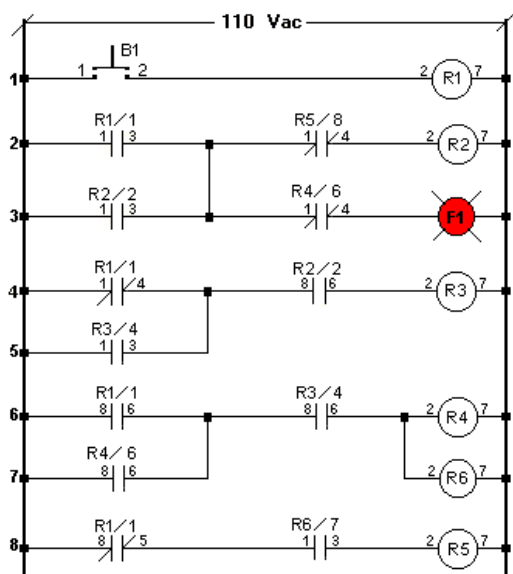 110 Vac
B1
1 1 2 2 R1 7
R1/1 R5/8
2 1 3 1 4 2 R2 7
R2/2 R4/6
3 1 3 1 4 F1
R1/1 R2/2
4 1 4 8 6 2 R3 7
R3/4
5 1 3
R1/1 R3/4
6 8 6 8 6 2 R4 7
R4/6
7 8 6 2 R6 7
R1/1 R6/7
8 8 5 1 3 2 R5 7